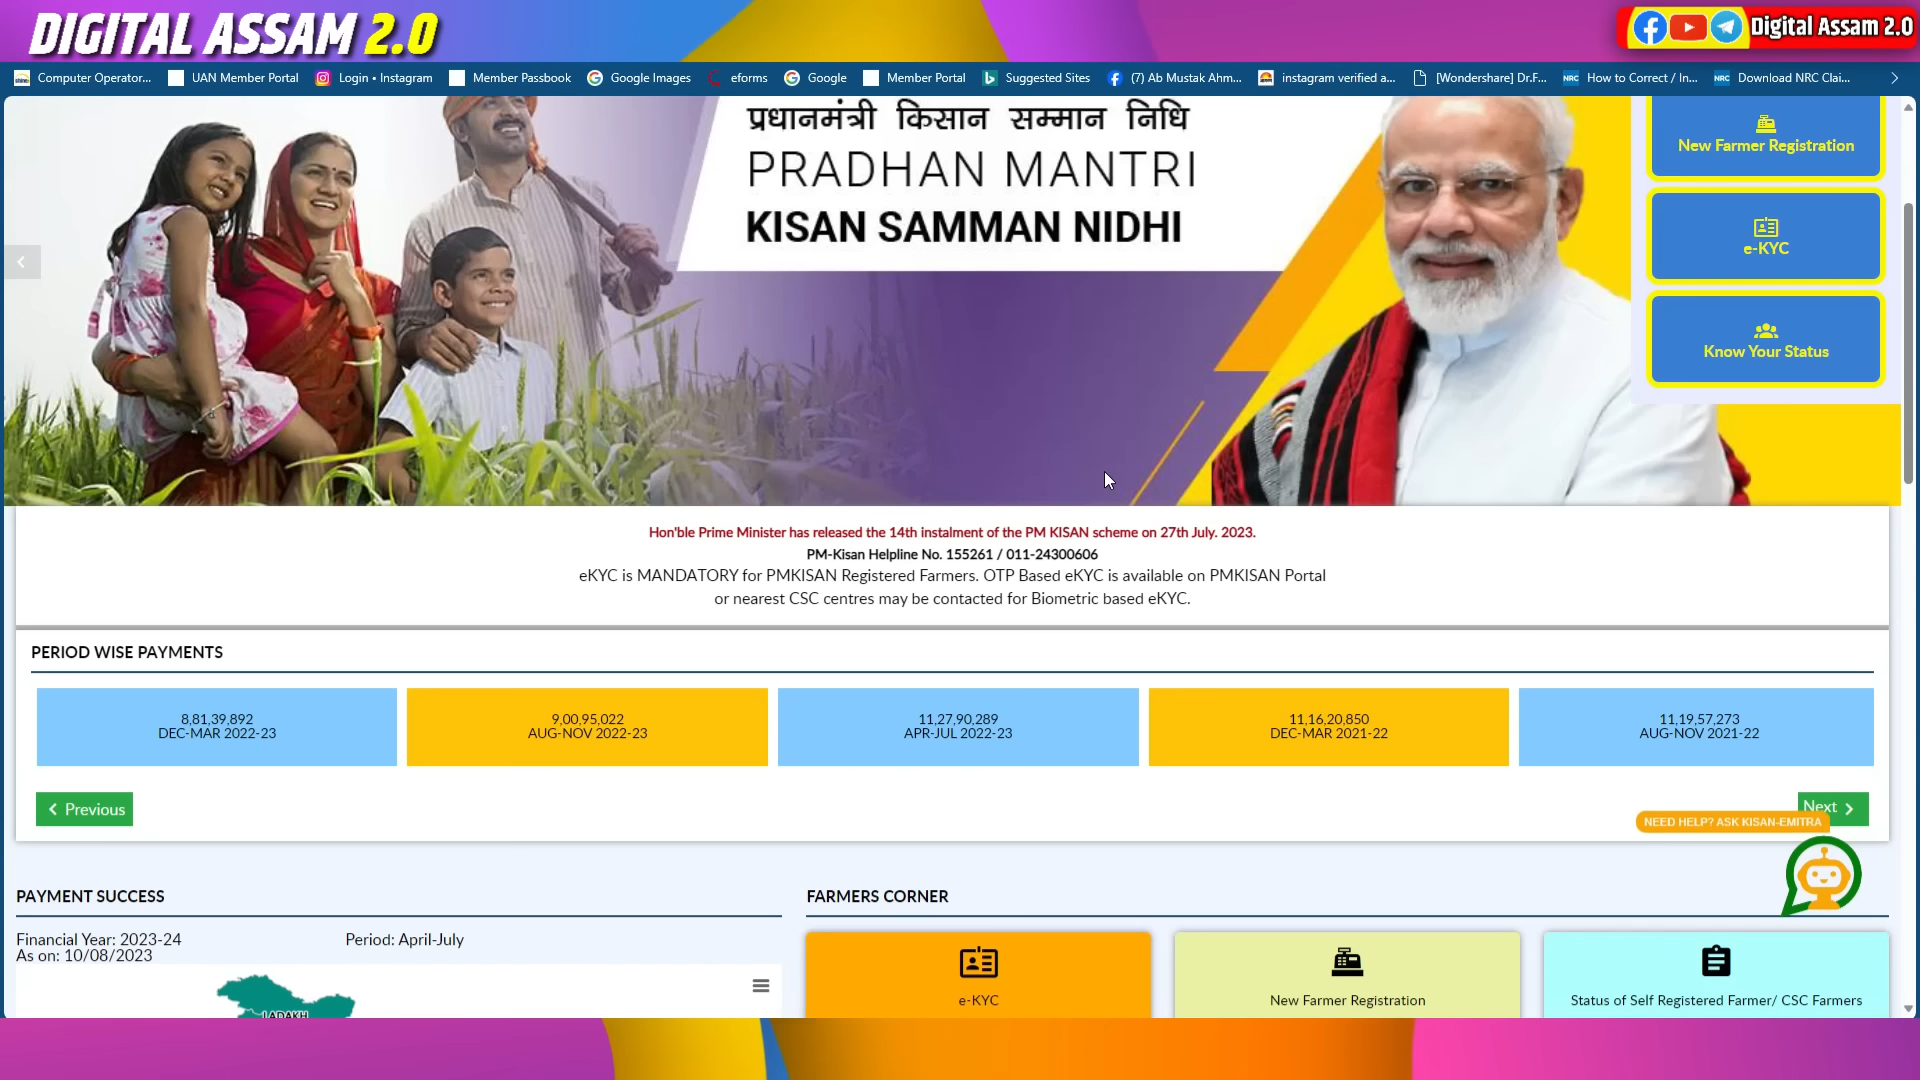 DIGITAL ASSAM 2.0
Digital Assam 2.0
Computer Operator...
UAN Member Portal
Login • Instagram
Member Passbook
Google Images
eforms
Google
Member Portal
Suggested Sites
(7) Ab Mustak Ahm...
instagram verified a...
[Wondershare] Dr.F...
NRC
How to Correct / In...
NRC
Download NRC Clai...
प्रधानमंत्री किसान सम्मान निधि
PRADHAN MANTRI
KISAN SAMMAN NIDHI
New Farmer Registration
e-KYC
Know Your Status
Hon'ble Prime Minister has released the 14th instalment of the PM KISAN scheme on 27th July. 2023.
PM-Kisan Helpline No. 155261 / 011-24300606
eKYC is MANDATORY for PMKISAN Registered Farmers. OTP Based eKYC is available on PMKISAN Portal
or nearest CSC centres may be contacted for Biometric based eKYC.
PERIOD WISE PAYMENTS
8,81,39,892
DEC-MAR 2022-23
9,00,95,022
AUG-NOV 2022-23
11,27,90,289
APR-JUL 2022-23
11,16,20,850
DEC-MAR 2021-22
11,19,57,273
AUG-NOV 2021-22
Previous
Next
NEED HELP? ASK KISAN-EMITRA
PAYMENT SUCCESS
Financial Year: 2023-24
Period: April-July
As on: 10/08/2023
LADAKH
FARMERS CORNER
e-KYC
New Farmer Registration
Status of Self Registered Farmer/ CSC Farmers